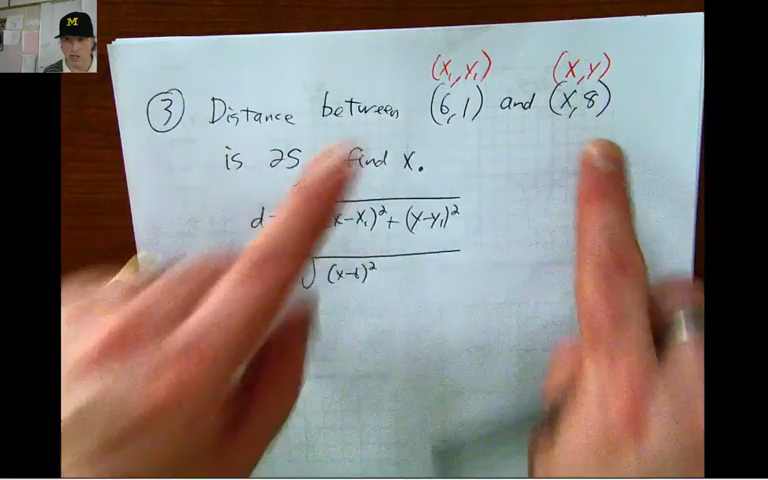 M
(X₁,Y₁) (X,Y)
③ Distance between (6,1) and (X,8)
is 25 find X.
d= (X-X₁)²+(Y-Y₁)²
√(X-6)²